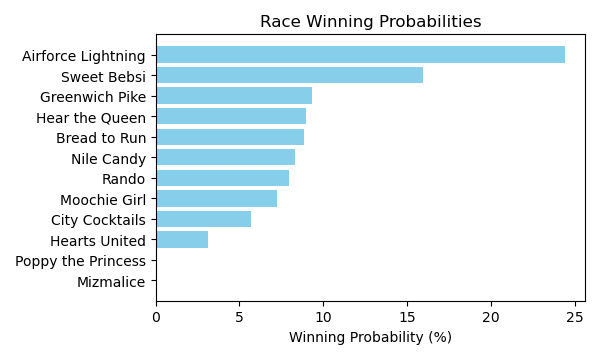 Race Winning Probabilities
Airforce Lightning
Sweet Bebsi
Greenwich Pike
Hear the Queen
Bread to Run
Nile Candy
Rando
Moochie Girl
City Cocktails
Hearts United
Poppy the Princess
Mizmalice
0 5 10 15 20 25
Winning Probability (%)